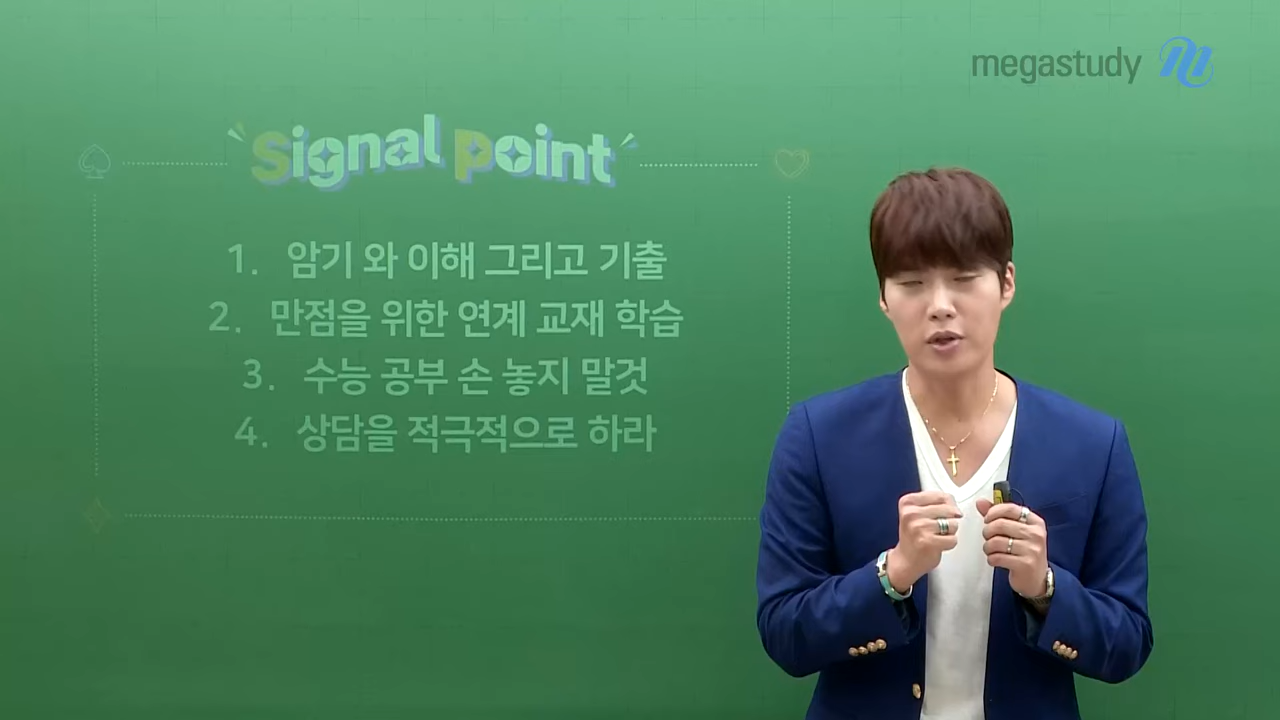 megastudy
Signal point
1. 암기 와 이해 그리고 기출
2. 만점을 위한 연계 교재 학습
3. 수능 공부 손 놓지 말것
4. 상담을 적극적으로 하라